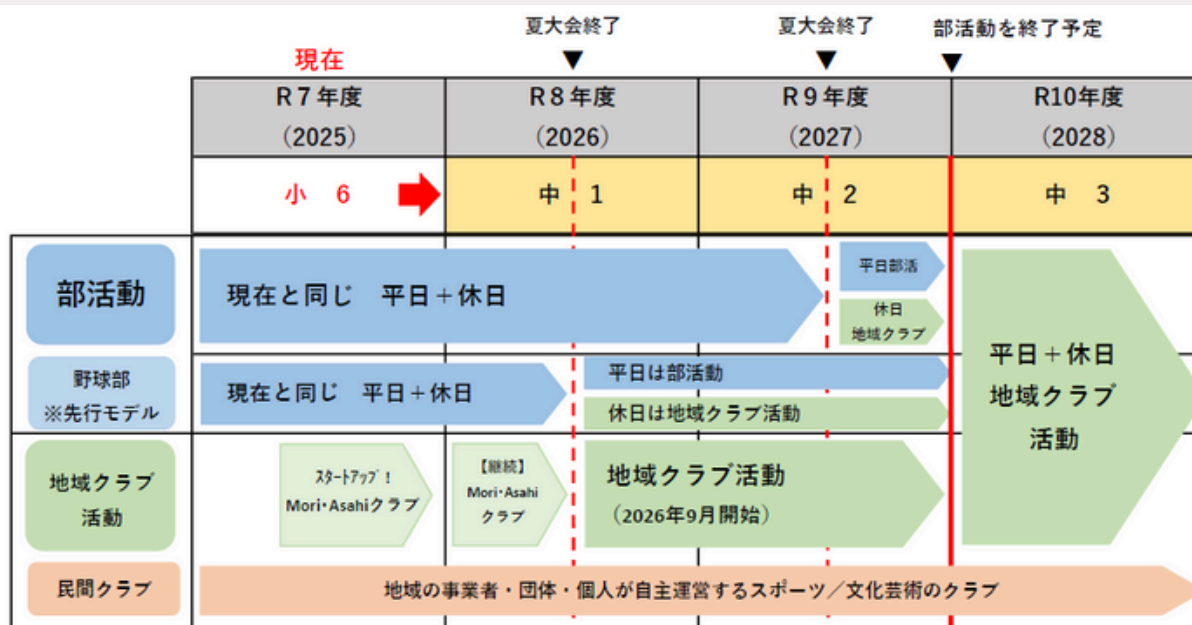 夏大会終了
夏大会終了
部活動を終了予定
現在
▼
▼
▼
R7年度
(2025)
R8年度
(2026)
R9年度
(2027)
R10年度
(2028)
小 6
中 1
中 2
中 3
部活動
現在と同じ 平日+休日
平日部活
休日
地域クラブ
野球部
※先行モデル
現在と同じ 平日+休日
平日は部活動
休日は地域クラブ活動
平日+休日
地域クラブ
活動
地域クラブ
活動
ｽﾀｰﾄｱｯﾌﾟ!
Mori・Asahiクラブ
【継続】
Mori・Asahi
クラブ
地域クラブ活動
(2026年9月開始)
民間クラブ
地域の事業者・団体・個人が自主運営するスポーツ/文化芸術のクラブ